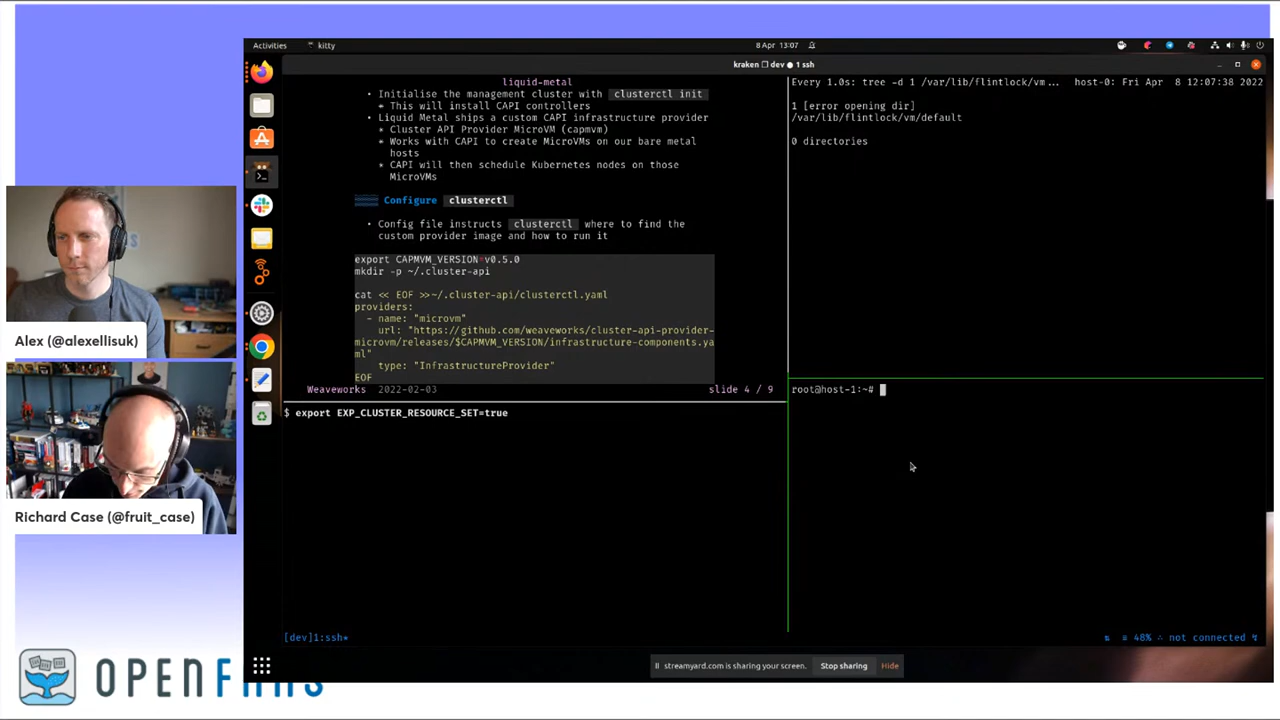 Activities
kitty
8 Apr 13:07
kraken dev ● 1 ssh
liquid-metal
• Initialise the management cluster with clusterctl init
* This will install CAPI controllers
• Liquid Metal ships a custom CAPI infrastructure provider
* Cluster API Provider MicroVM (capmvm)
* Works with CAPI to create MicroVMs on our bare metal
hosts
* CAPI will then schedule Kubernetes nodes on those
MicroVMs
Configure clusterctl
• Config file instructs clusterctl where to find the
custom provider image and how to run it
export CAPMVM_VERSION=v0.5.0
mkdir -p ~/.cluster-api
cat << EOF >>~/.cluster-api/clusterctl.yaml
providers:
- name: "microvm"
url: "https://github.com/weaveworks/cluster-api-provider-
microvm/releases/$CAPMVM_VERSION/infrastructure-components.ya
ml"
type: "InfrastructureProvider"
EOF
Weaveworks 2022-02-03
slide 4 / 9
$ export EXP_CLUSTER_RESOURCE_SET=true
Every 1.0s: tree -d 1 /var/lib/flintlock/vm... host-0: Fri Apr 8 12:07:38 2022
1 [error opening dir]
/var/lib/flintlock/vm/default
0 directories
root@host-1:~#
[dev]1:ssh*
48%
not connected
streamyard.com is sharing your screen.
Stop sharing
Hide
Alex (@alexellisuk)
Richard Case (@fruit_case)